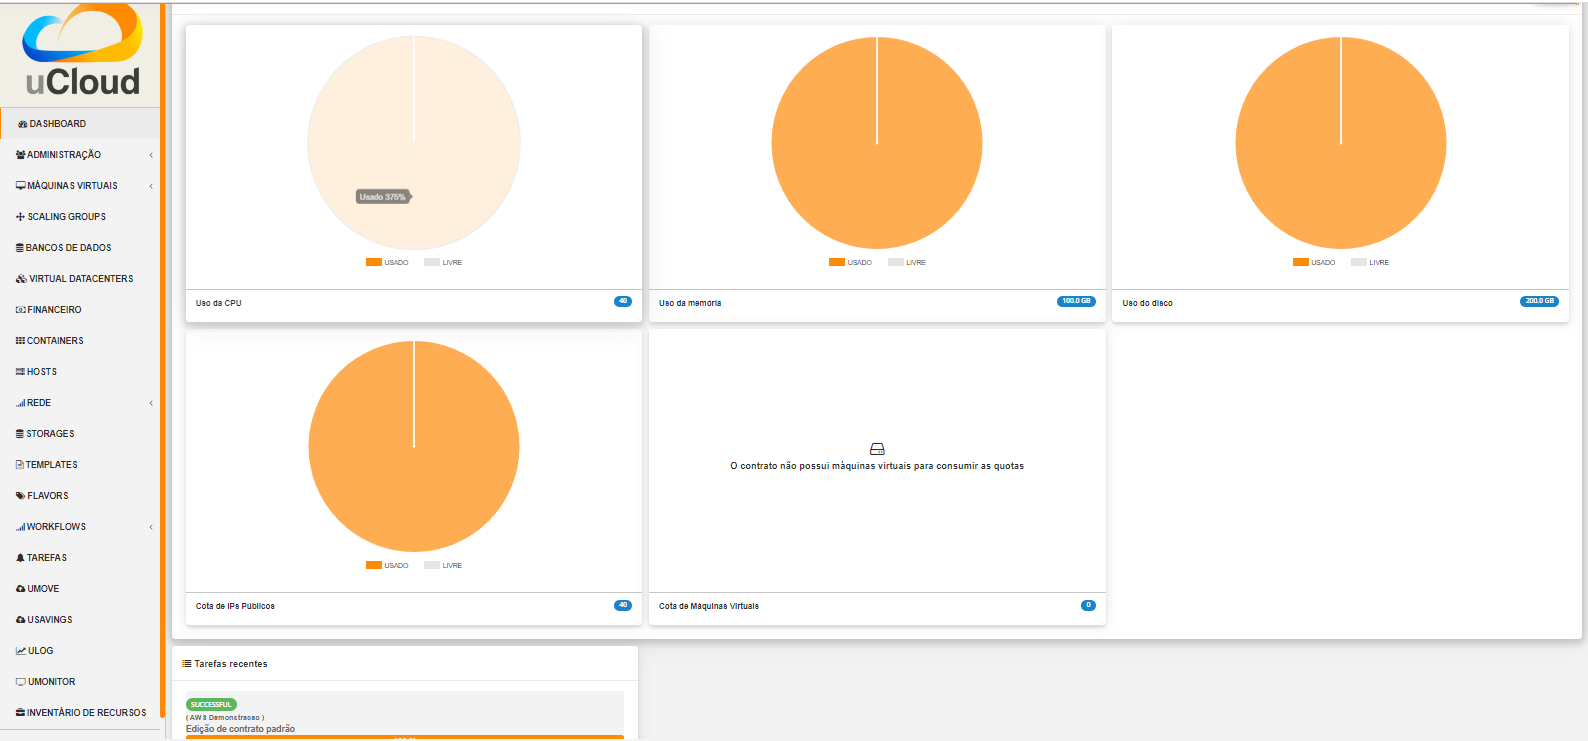 uCloud
DASHBOARD
ADMINISTRAÇÃO
MÁQUINAS VIRTUAIS
SCALING GROUPS
BANCOS DE DADOS
VIRTUAL DATACENTERS
FINANCEIRO
CONTAINERS
HOSTS
REDE
STORAGES
TEMPLATES
FLAVORS
WORKFLOWS
TAREFAS
UMOVE
USAVINGS
ULOG
UMONITOR
INVENTÁRIO DE RECURSOS
Usado 375%
USADO LIVRE
Uso da CPU 40
USADO LIVRE
Uso da memória 100.0 GB
USADO LIVRE
Uso do disco 200.0 GB
USADO LIVRE
Cota de IPs Públicos 40
O contrato não possui máquinas virtuais para consumir as quotas
Cota de Máquinas Virtuais 0
Tarefas recentes
SUCCESSFUL
( AWS Demonstracao )
Edição de contrato padrão